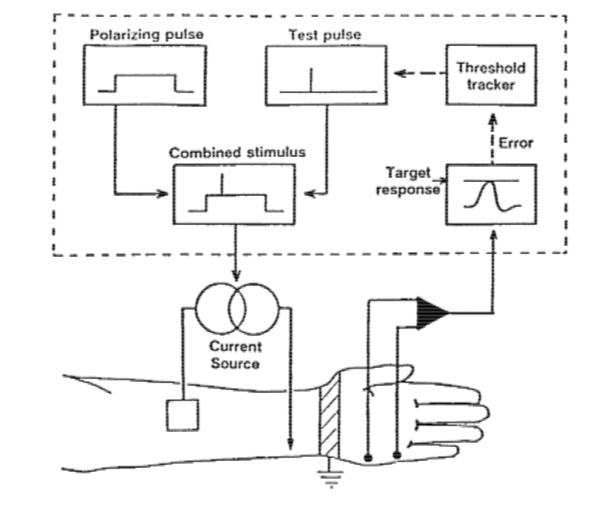 Polarizing pulse
Test pulse
Threshold
tracker
Error
Combined stimulus
Target
response
Current
Source